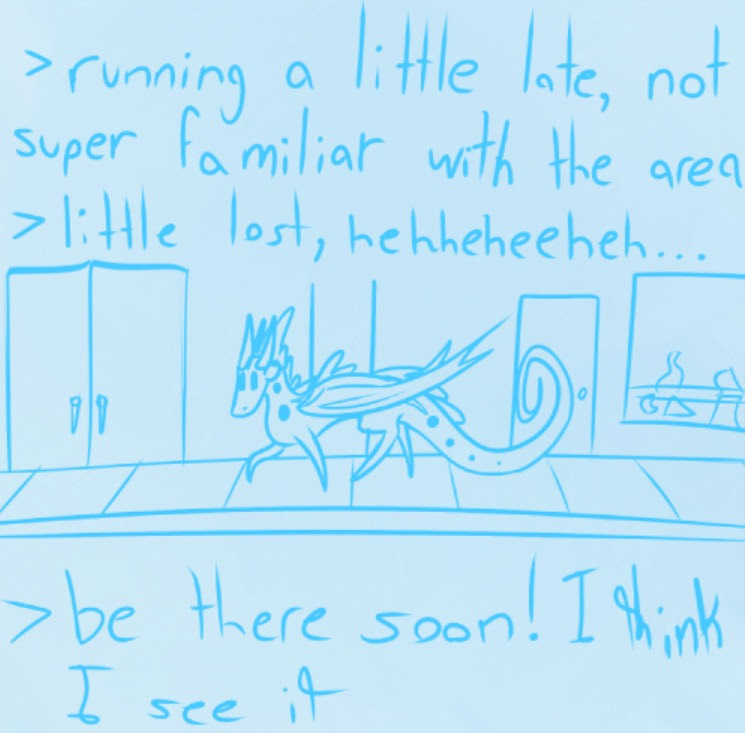 >running a little late, not
super familiar with the area
>little lost, hehheheeheh...
>be there soon! I think
I see it